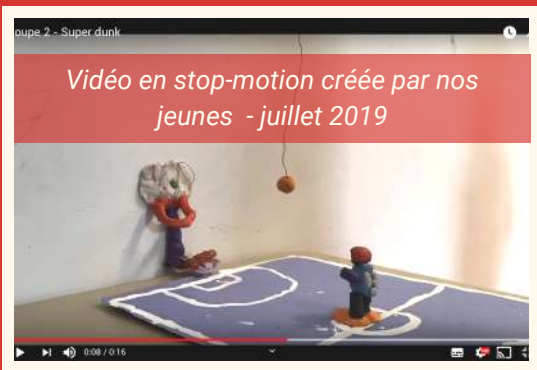 oupe 2 - Super dunk
Vidéo en stop-motion créée par nos
jeunes - juillet 2019
0:08 / 0:16